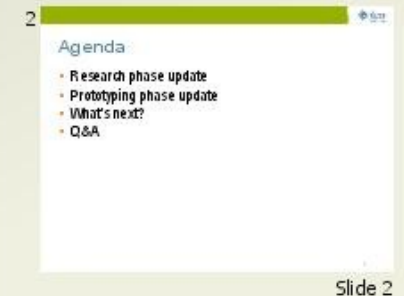 2
Agenda
Research phase update
Prototyping phase update
What's next?
Q&A
Slide 2